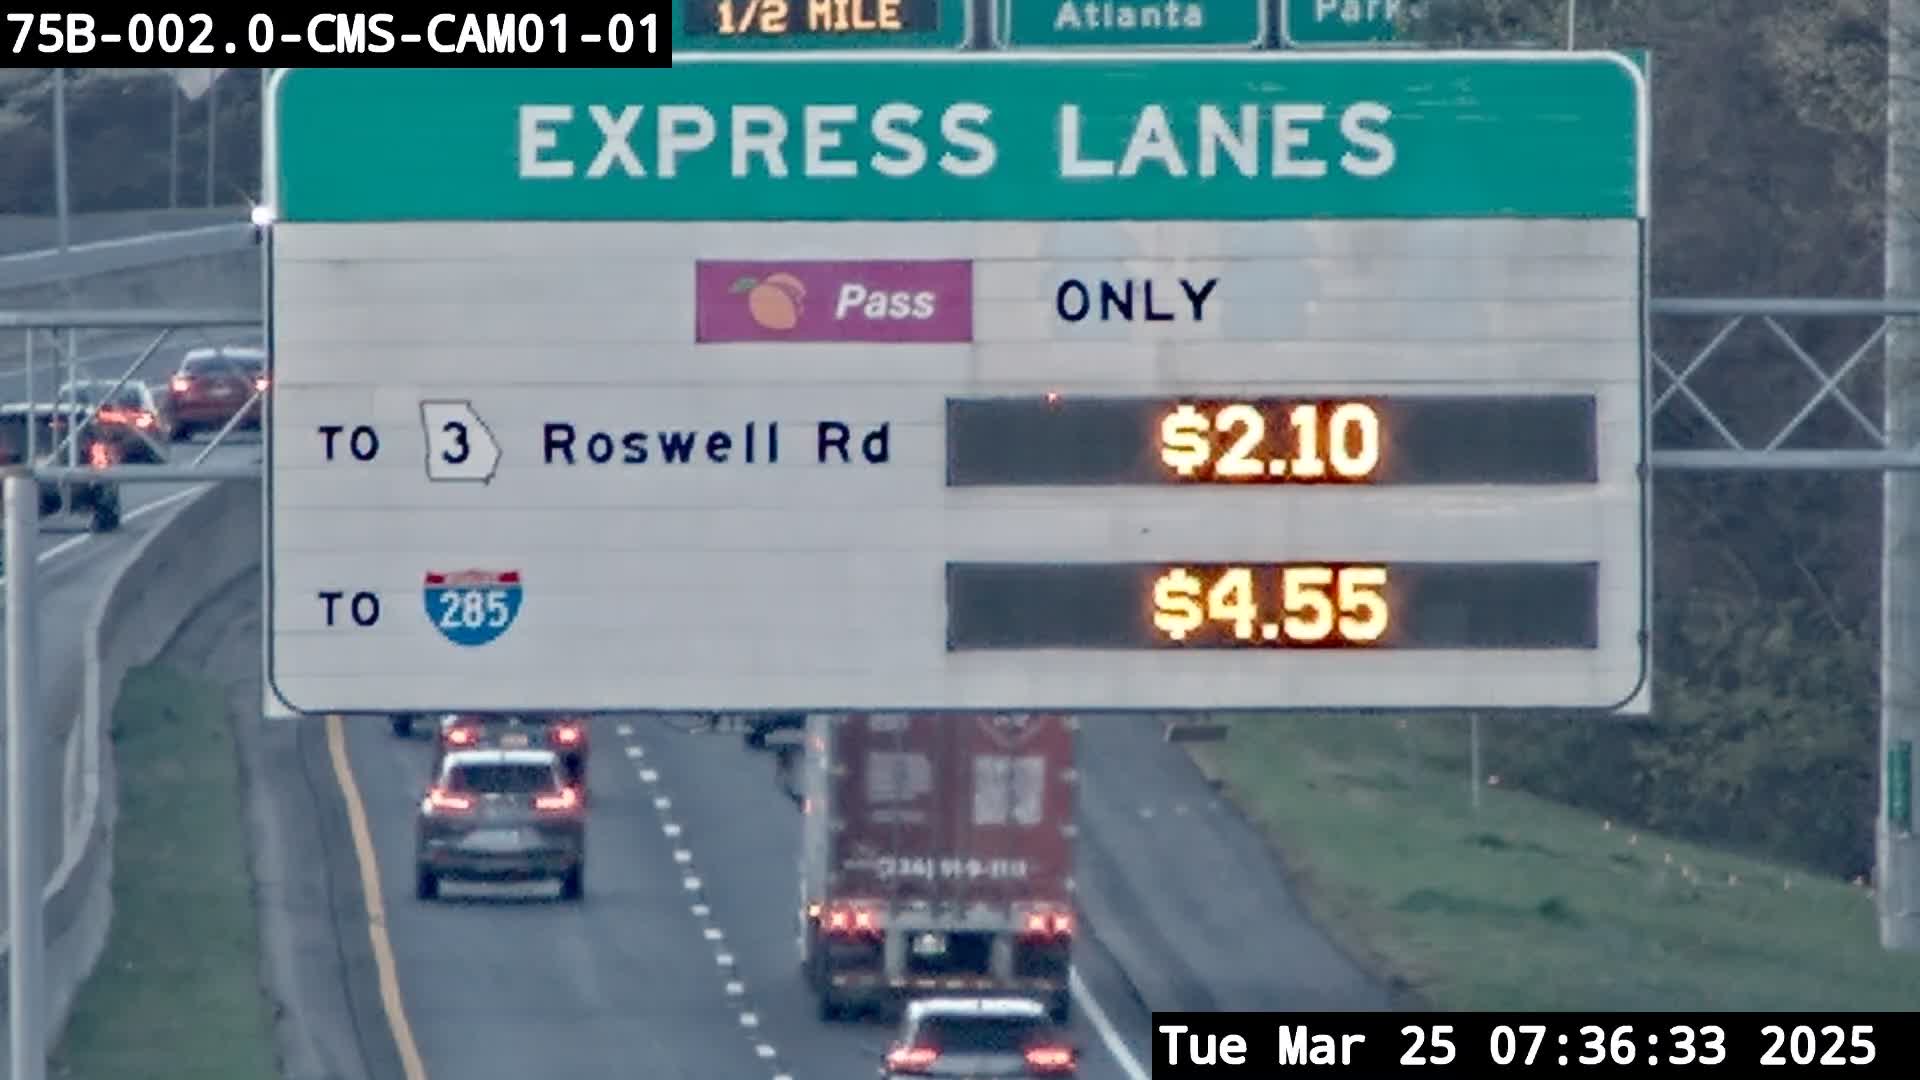 75B-002.0-CMS-CAM01-01
1/2 MILE
Atlanta
Park
EXPRESS LANES
Pass ONLY
TO 3 Roswell Rd $2.10
TO 285 $4.55
Tue Mar 25 07:36:33 2025